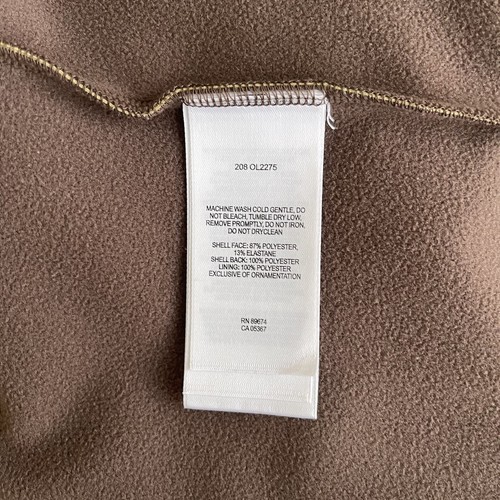 208 OL2275
MACHINE WASH COLD GENTLE, DO
NOT BLEACH, TUMBLE DRY LOW,
REMOVE PROMPTLY, DO NOT IRON,
DO NOT DRYCLEAN
SHELL FACE: 87% POLYESTER,
13% ELASTANE
SHELL BACK: 100% POLYESTER
LINING: 100% POLYESTER
EXCLUSIVE OF ORNAMENTATION
RN 89674
CA 05367